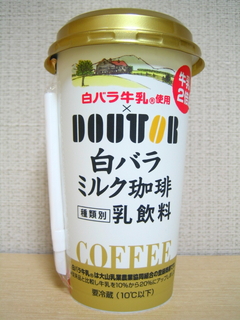 白バラ牛乳®使用
×
DOUTOR
白バラ
ミルク珈琲
種類別 乳飲料
COFFEE
要冷蔵(10℃以下)